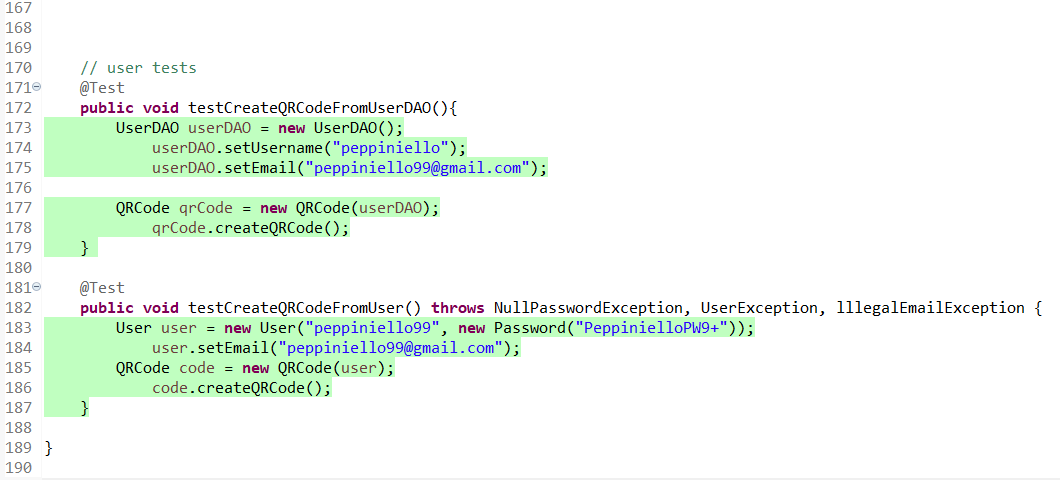 167
168
169
170 // user tests
171 @Test
172 public void testCreateQRCodeFromUserDAO(){
173 UserDAO userDAO = new UserDAO();
174 userDAO.setUsername("peppiniello");
175 userDAO.setEmail("peppiniello99@gmail.com");
176
177 QRCode qrCode = new QRCode(userDAO);
178 qrCode.createQRCode();
179 }
180
181 @Test
182 public void testCreateQRCodeFromUser() throws NullPasswordException, UserException, lllegalEmailException {
183 User user = new User("peppiniello99", new Password("PeppinielloPW9+"));
184 user.setEmail("peppiniello99@gmail.com");
185 QRCode code = new QRCode(user);
186 code.createQRCode();
187 }
188
189 }
190